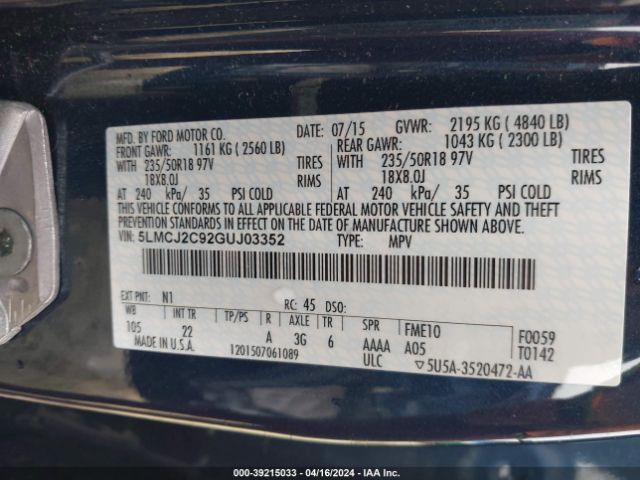 MFD. BY FORD MOTOR CO. DATE: 07/15 GVWR: 2195 KG ( 4840 LB)
FRONT GAWR: 1161 KG ( 2560 LB) REAR GAWR: 1043 KG ( 2300 LB)
WITH 235/50R18 97V TIRES WITH 235/50R18 97V TIRES
18X8.0J RIMS 18X8.0J RIMS
AT 240 kPa/ 35 PSI COLD AT 240 kPa/ 35 PSI COLD
THIS VEHICLE CONFORMS TO ALL APPLICABLE FEDERAL MOTOR VEHICLE SAFETY AND THEFT
PREVENTION STANDARDS IN EFFECT ON THE DATE OF MANUFACTURE SHOWN ABOVE.
VIN: 5LMCJ2C92GUJ03352 TYPE: MPV
EXT PNT: N1 RC: 45 DSO:
WB INT TR TP/PS R AXLE TR SPR FME10 F0059
105 22 A 3G 6 AAAA A05 T0142
MADE IN U.S.A. 1201507061089 ULC ▽5U5A-3520472-AA
000-39215033 - 04/16/2024 - IAA Inc.